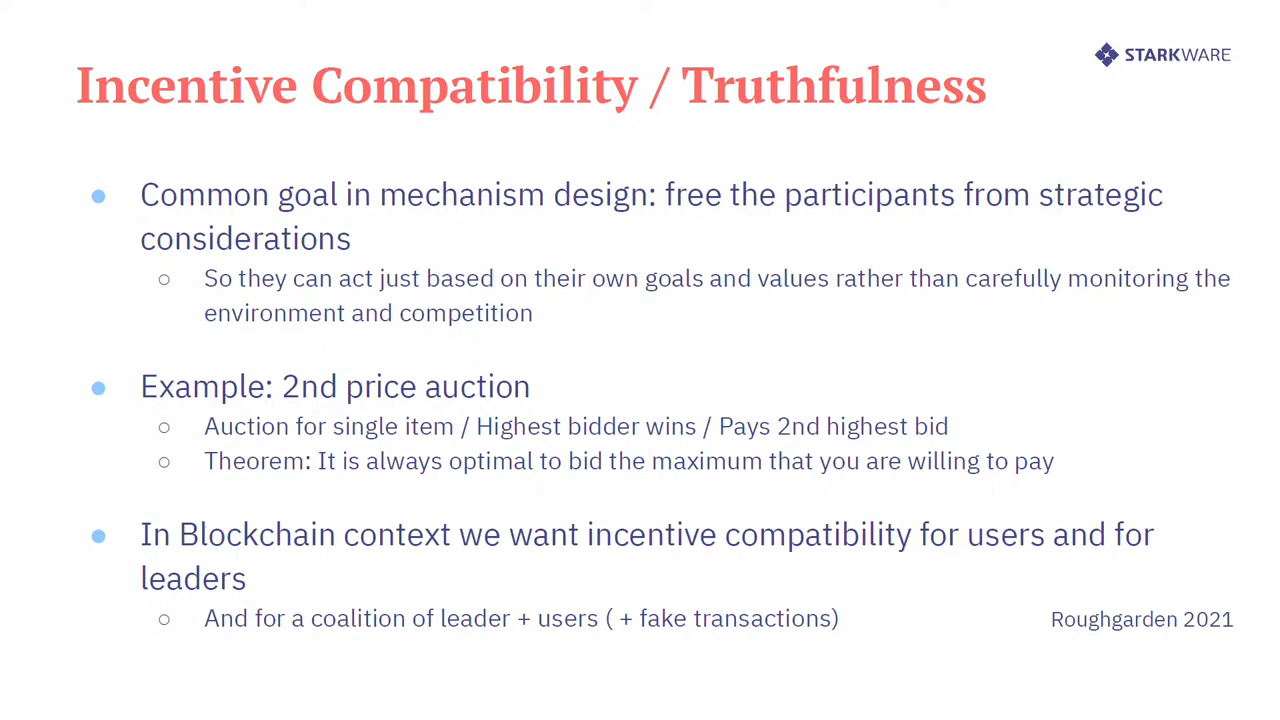 STARKWARE
Incentive Compatibility / Truthfulness
● Common goal in mechanism design: free the participants from strategic
considerations
○ So they can act just based on their own goals and values rather than carefully monitoring the
environment and competition
● Example: 2nd price auction
○ Auction for single item / Highest bidder wins / Pays 2nd highest bid
○ Theorem: It is always optimal to bid the maximum that you are willing to pay
● In Blockchain context we want incentive compatibility for users and for
leaders
○ And for a coalition of leader + users ( + fake transactions)
Roughgarden 2021